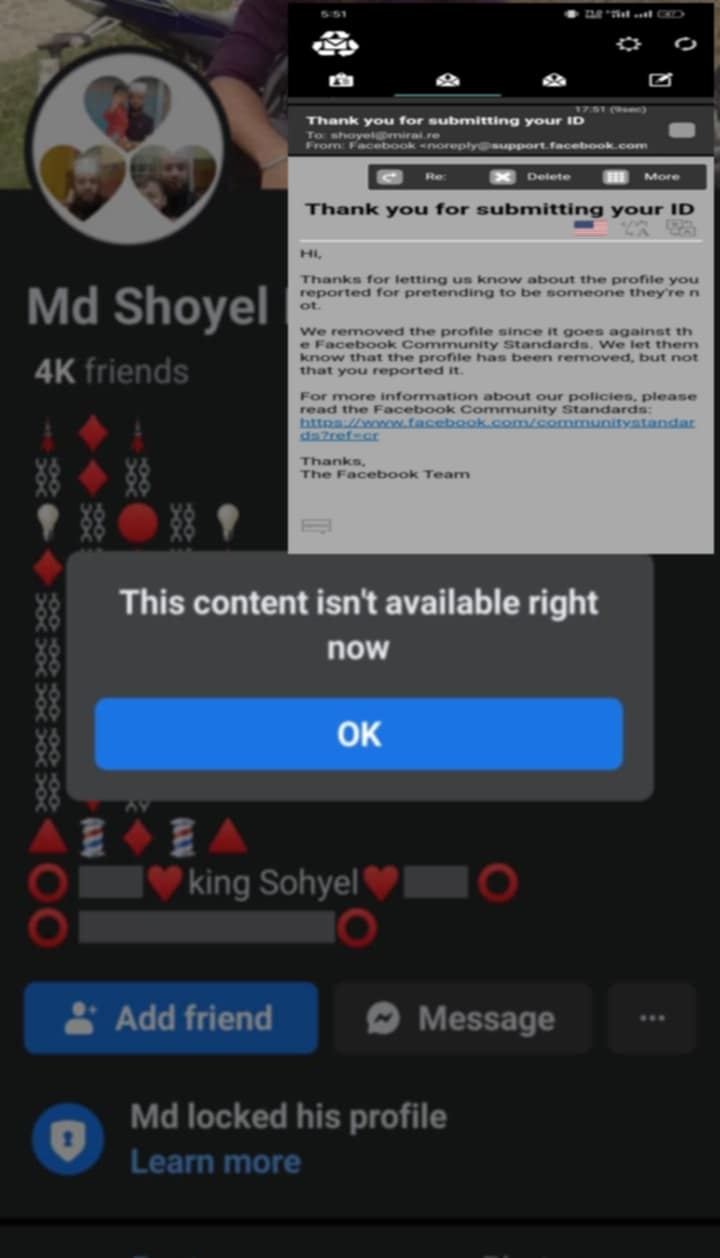 5:51
17:51 (9sec)
Thank you for submitting your ID
To: shoyel@mirai.re
From: Facebook <noreply@support.facebook.com
Re: Delete More
Thank you for submitting your ID
Hi,
Thanks for letting us know about the profile you
reported for pretending to be someone they're n
ot.
We removed the profile since it goes against th
e Facebook Community Standards. We let them
know that the profile has been removed, but not
that you reported it.
For more information about our policies, please
read the Facebook Community Standards:
https://www.facebook.com/communitystandar
ds?ref=cr
Thanks,
The Facebook Team
Md Shoyel
4K friends
This content isn't available right
now
OK
king Sohyel
Add friend Message
Md locked his profile
Learn more